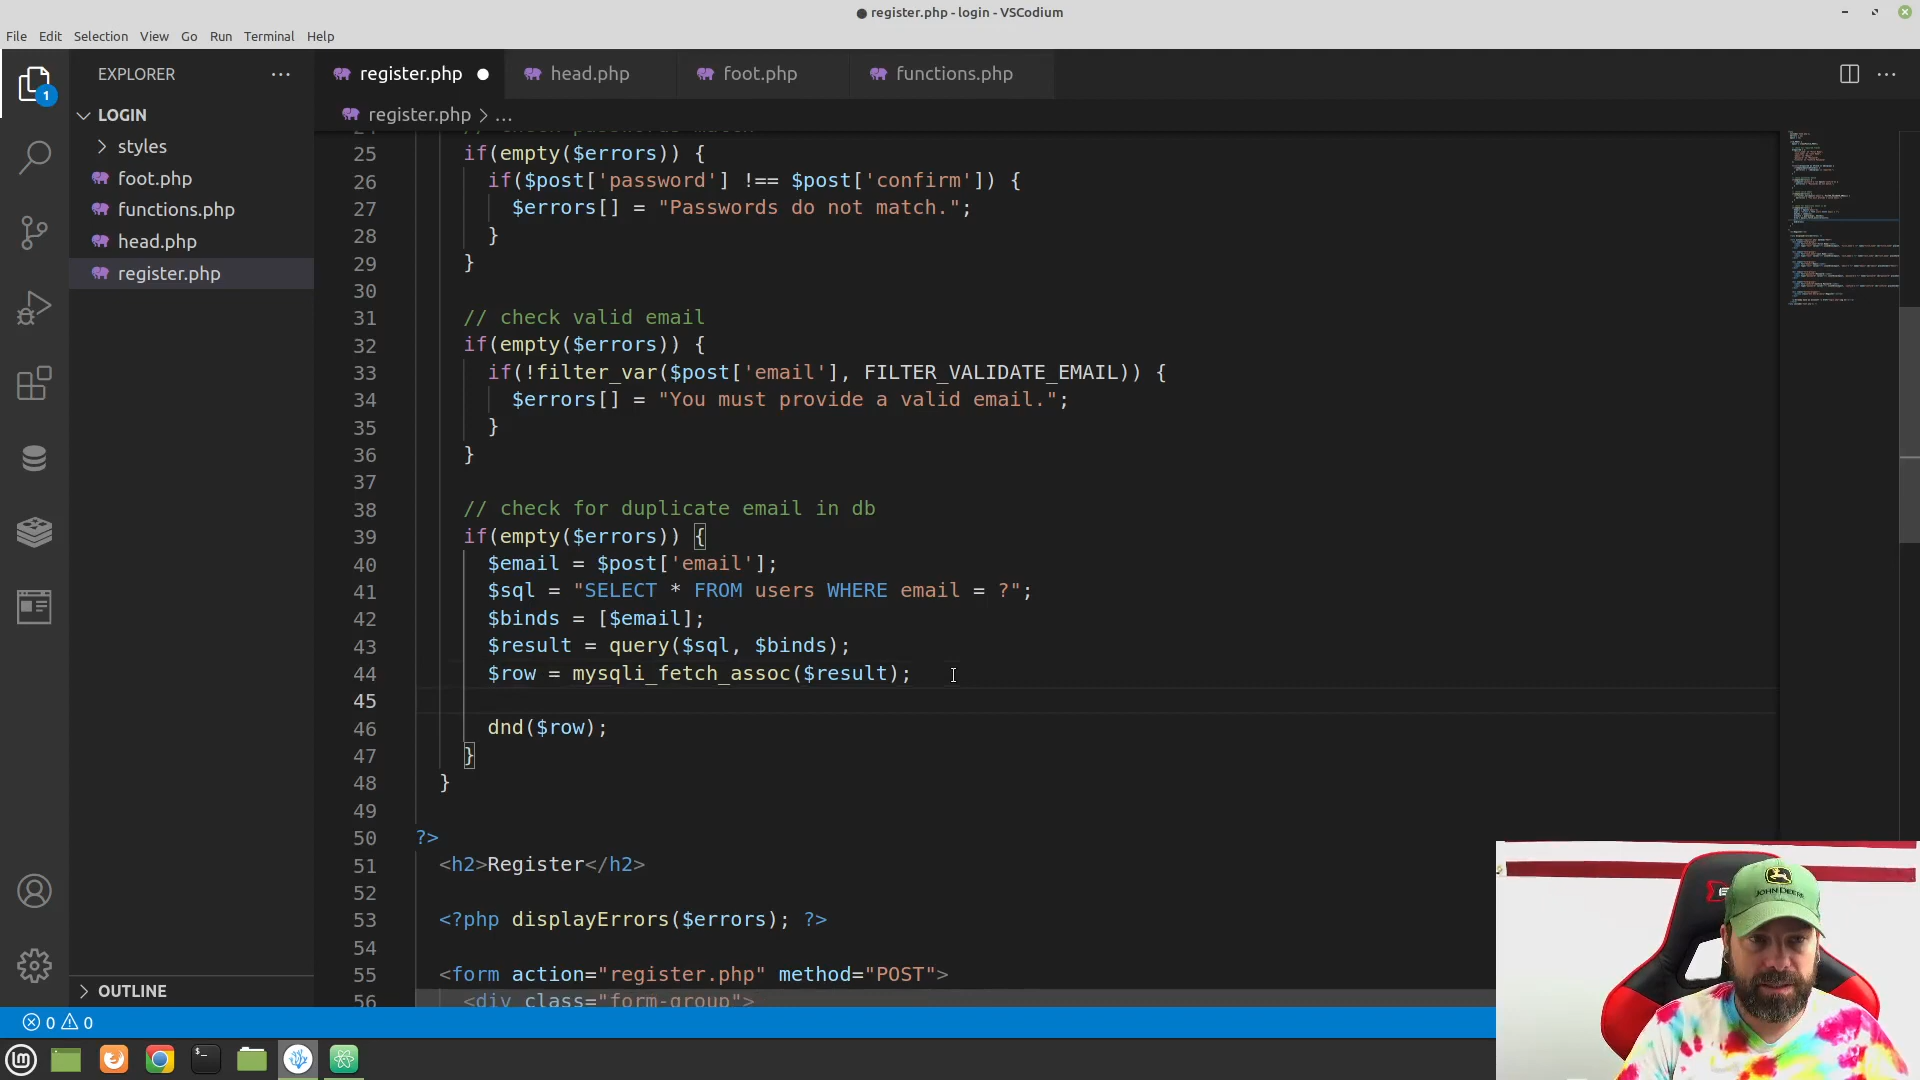 register.php - login - VSCodium
File Edit Selection View Go Run Terminal Help
EXPLORER
register.php head.php foot.php functions.php
1
LOGIN
register.php > ...
styles
foot.php
functions.php
head.php
register.php
25 if(empty($errors)) {
26 if($post['password'] !== $post['confirm']) {
27 $errors[] = "Passwords do not match.";
28 }
29 }
30
31 // check valid email
32 if(empty($errors)) {
33 if(!filter_var($post['email'], FILTER_VALIDATE_EMAIL)) {
34 $errors[] = "You must provide a valid email.";
35 }
36 }
37
38 // check for duplicate email in db
39 if(empty($errors)) {
40 $email = $post['email'];
41 $sql = "SELECT * FROM users WHERE email = ?";
42 $binds = [$email];
43 $result = query($sql, $binds);
44 $row = mysqli_fetch_assoc($result);
45
46 dnd($row);
47 }
48 }
49
50 ?>
51 <h2>Register</h2>
52
53 <?php displayErrors($errors); ?>
54
55 <form action="register.php" method="POST">
56 <div class="form-group">
OUTLINE
0 0
JOHN DEERE